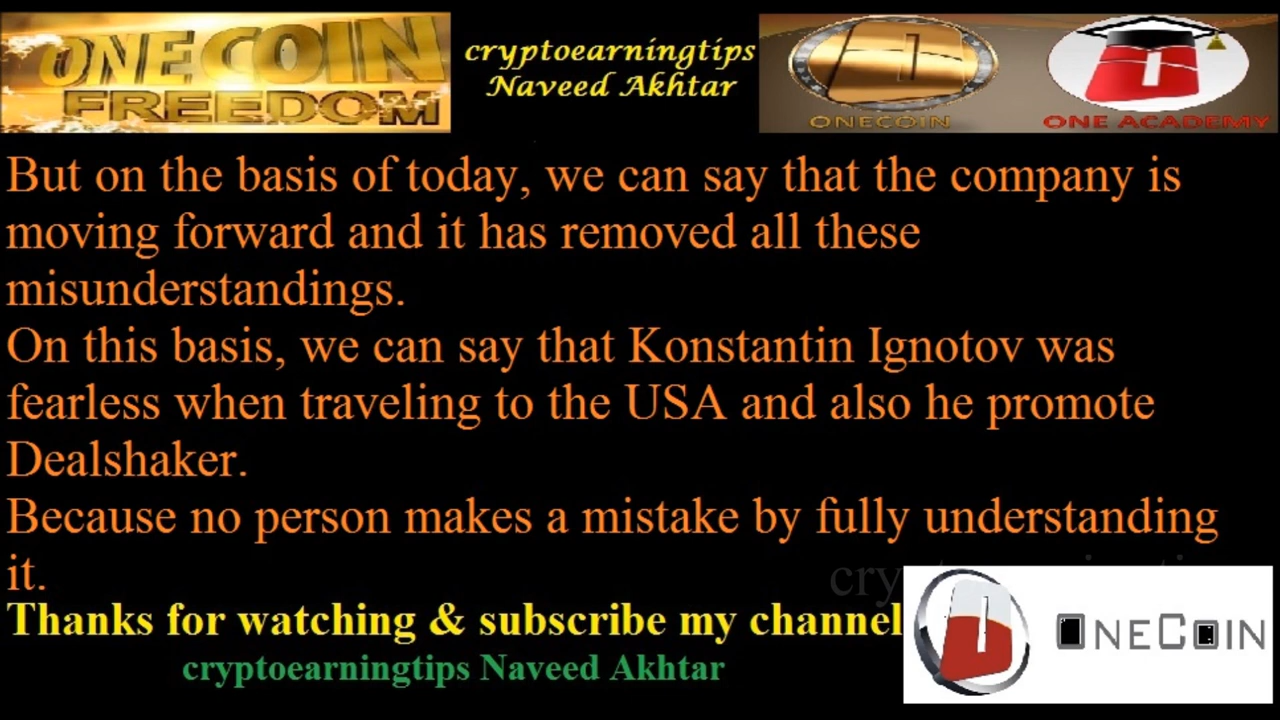 ONE COIN
FREEDOM
cryptoearningtips
Naveed Akhtar
ONECOIN
ONE ACADEMY
But on the basis of today, we can say that the company is
moving forward and it has removed all these
misunderstandings.
On this basis, we can say that Konstantin Ignotov was
fearless when traveling to the USA and also he promote
Dealshaker.
Because no person makes a mistake by fully understanding
it.
Thanks for watching & subscribe my channel
cryptoearningtips Naveed Akhtar
ONECOIN